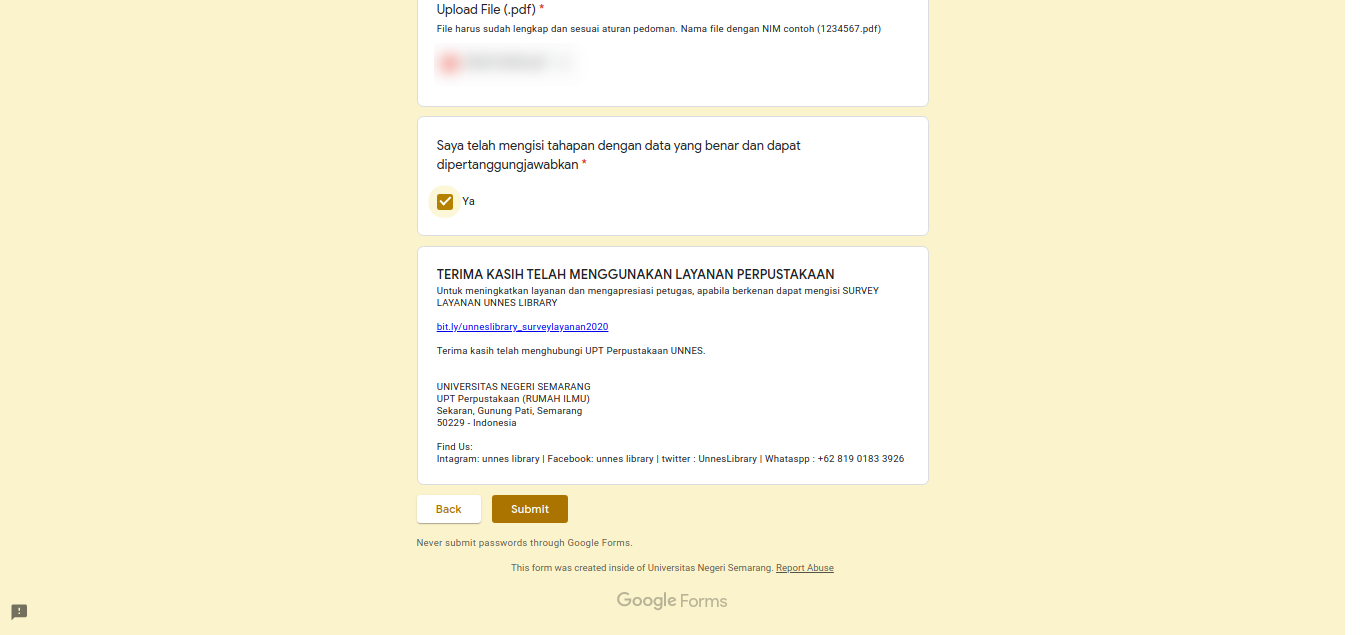 Upload File (.pdf) *
File harus sudah lengkap dan sesuai aturan pedoman. Nama file dengan NIM contoh (1234567.pdf)
Saya telah mengisi tahapan dengan data yang benar dan dapat
dipertanggungjawabkan *
Ya
TERIMA KASIH TELAH MENGGUNAKAN LAYANAN PERPUSTAKAAN
Untuk meningkatkan layanan dan mengapresiasi petugas, apabila berkenan dapat mengisi SURVEY
LAYANAN UNNES LIBRARY
bit.ly/unneslibrary_surveylayanan2020
Terima kasih telah menghubungi UPT Perpustakaan UNNES.
UNIVERSITAS NEGERI SEMARANG
UPT Perpustakaan (RUMAH ILMU)
Sekaran, Gunung Pati, Semarang
50229 - Indonesia
Find Us:
Intagram: unnes library | Facebook: unnes library | twitter : UnnesLibrary | Whataspp : +62 819 0183 3926
Back
Submit
Never submit passwords through Google Forms.
This form was created inside of Universitas Negeri Semarang. Report Abuse
Google Forms